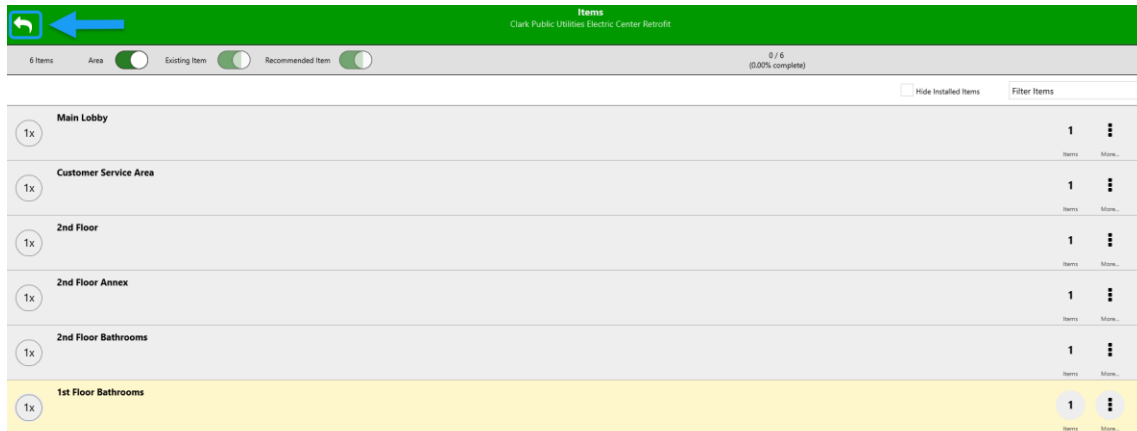 Items
Clark Public Utilities Electric Center Retrofit
6 Items Area Existing Item Recommended Item 0 / 6
(0.00% complete)
Hide Installed Items Filter Items
Main Lobby
1x 1
Items More...
Customer Service Area
1x 1
Items More...
2nd Floor
1x 1
Items More...
2nd Floor Annex
1x 1
Items More...
2nd Floor Bathrooms
1x 1
Items More...
1st Floor Bathrooms
1x 1
Items More...